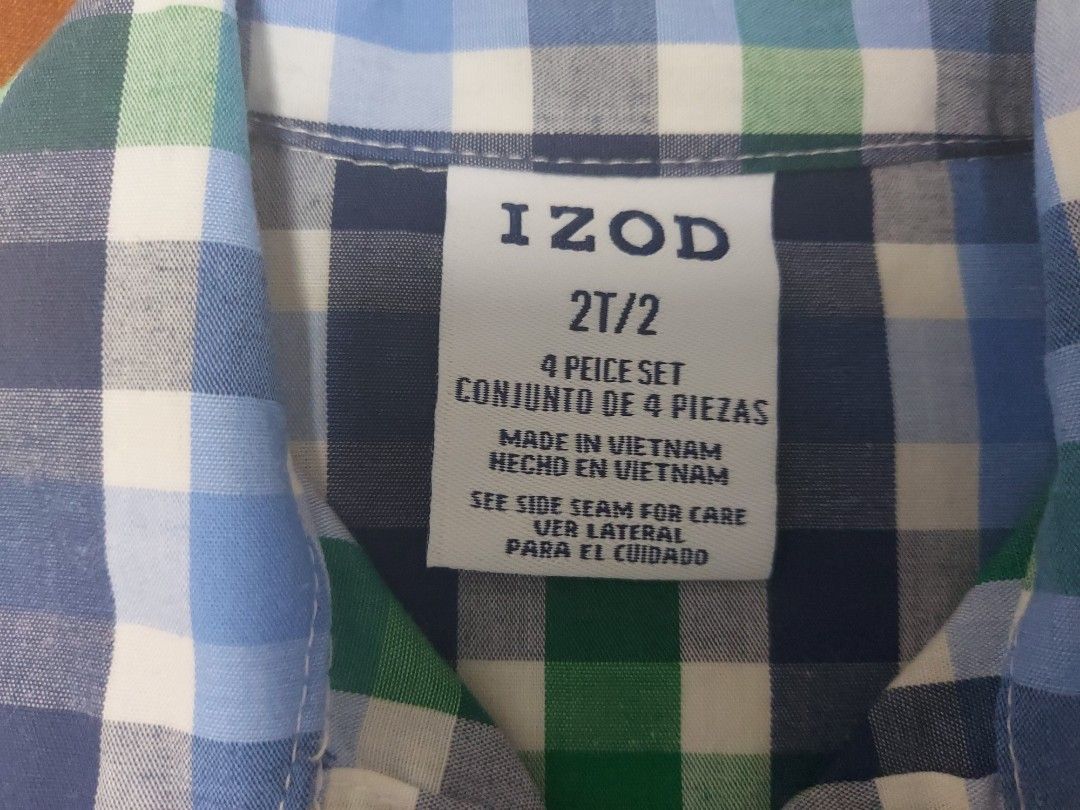 IZOD
2T/2
4 PEICE SET
CONJUNTO DE 4 PIEZAS
MADE IN VIETNAM
HECHO EN VIETNAM
SEE SIDE SEAM FOR CARE
VER LATERAL
PARA EL CUIDADO